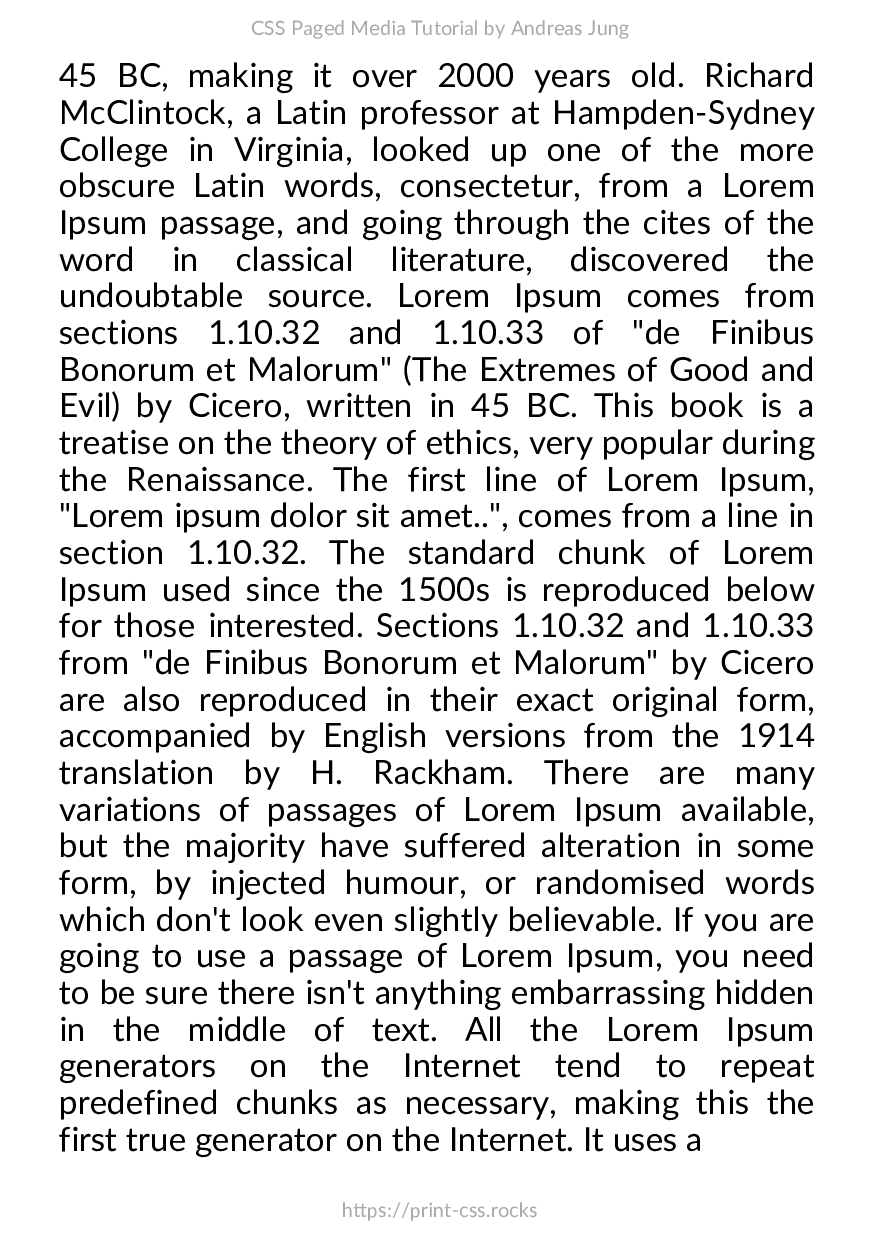 CSS Paged Media Tutorial by Andreas Jung
45 BC, making it over 2000 years old. Richard
McClintock, a Latin professor at Hampden-Sydney
College in Virginia, looked up one of the more
obscure Latin words, consectetur, from a Lorem
Ipsum passage, and going through the cites of the
word in classical literature, discovered the
undoubtable source. Lorem Ipsum comes from
sections 1.10.32 and 1.10.33 of "de Finibus
Bonorum et Malorum" (The Extremes of Good and
Evil) by Cicero, written in 45 BC. This book is a
treatise on the theory of ethics, very popular during
the Renaissance. The first line of Lorem Ipsum,
"Lorem ipsum dolor sit amet..", comes from a line in
section 1.10.32. The standard chunk of Lorem
Ipsum used since the 1500s is reproduced below
for those interested. Sections 1.10.32 and 1.10.33
from "de Finibus Bonorum et Malorum" by Cicero
are also reproduced in their exact original form,
accompanied by English versions from the 1914
translation by H. Rackham. There are many
variations of passages of Lorem Ipsum available,
but the majority have suffered alteration in some
form, by injected humour, or randomised words
which don't look even slightly believable. If you are
going to use a passage of Lorem Ipsum, you need
to be sure there isn't anything embarrassing hidden
in the middle of text. All the Lorem Ipsum
generators on the Internet tend to repeat
predefined chunks as necessary, making this the
first true generator on the Internet. It uses a
https://print-css.rocks